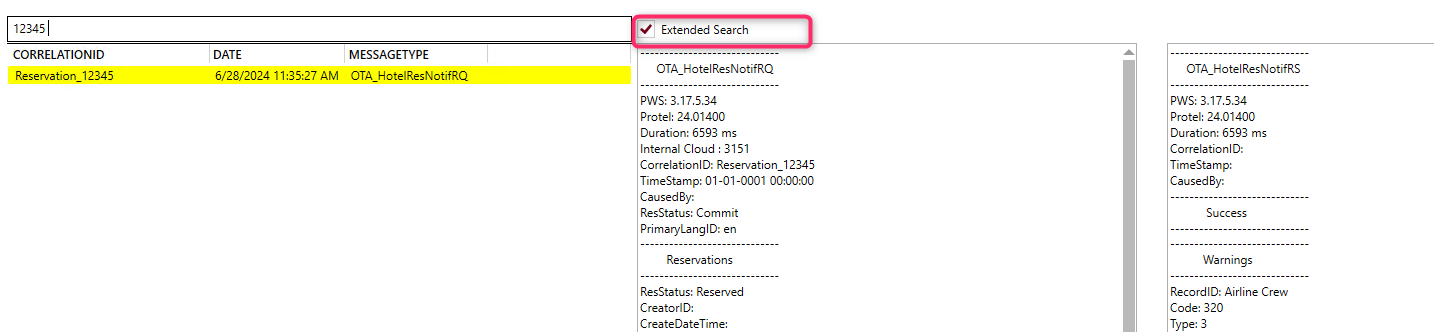 12345
Extended Search
CORRELATIONID DATE MESSAGETYPE
Reservation_12345 6/28/2024 11:35:27 AM OTA_HotelResNotifRQ
-----------------------------
OTA_HotelResNotifRQ
-----------------------------
PWS: 3.17.5.34
Protel: 24.01400
Duration: 6593 ms
Internal Cloud : 3151
CorrelationID: Reservation_12345
TimeStamp: 01-01-0001 00:00:00
CausedBy:
ResStatus: Commit
PrimaryLangID: en
-----------------------------
Reservations
-----------------------------
ResStatus: Reserved
CreatorID:
CreateDateTime:
-----------------------------
OTA_HotelResNotifRS
-----------------------------
PWS: 3.17.5.34
Protel: 24.01400
Duration: 6593 ms
CorrelationID:
TimeStamp:
CausedBy:
-----------------------------
Success
-----------------------------
-----------------------------
Warnings
-----------------------------
RecordID: Airline Crew
Code: 320
Type: 3